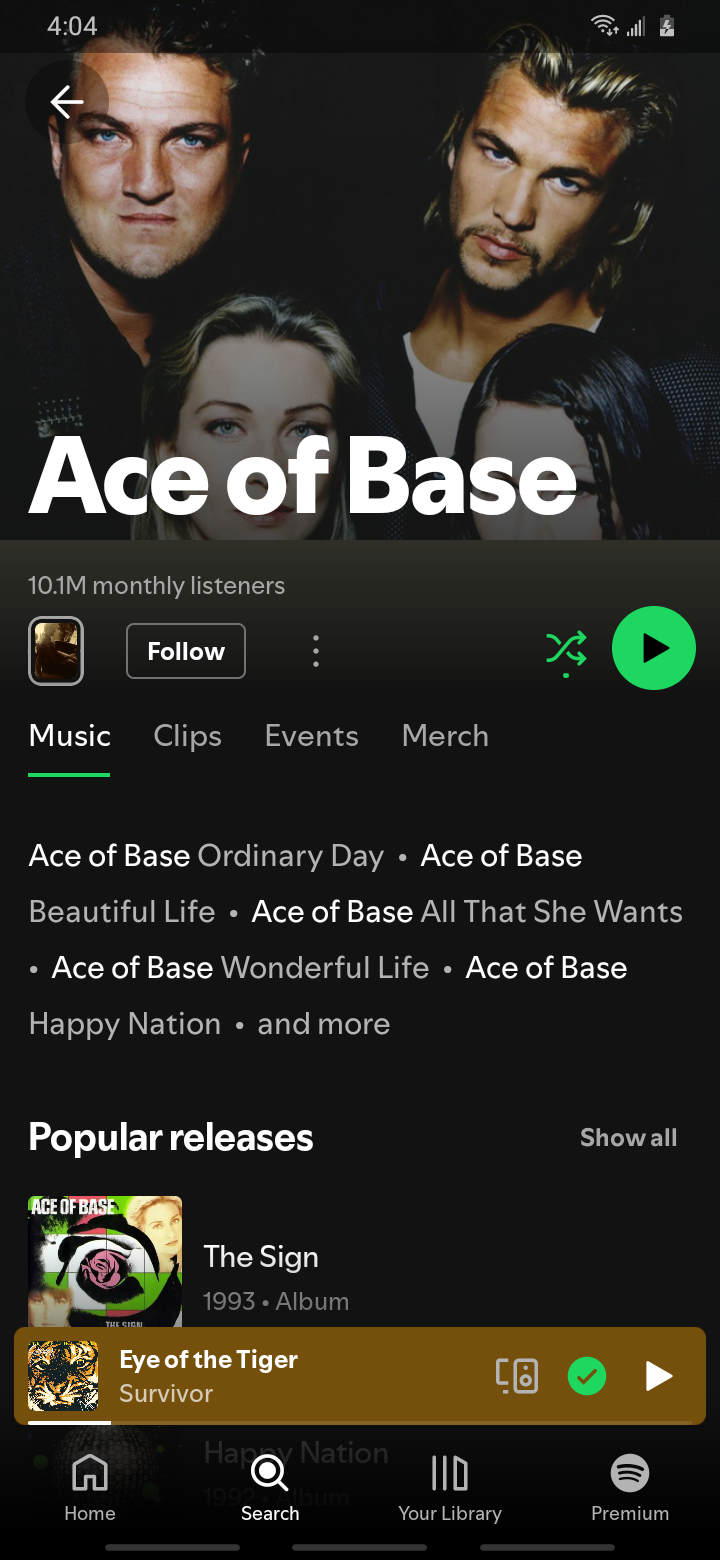 4:04
Ace of Base
10.1M monthly listeners
Follow
Music Clips Events Merch
Ace of Base Ordinary Day • Ace of Base
Beautiful Life • Ace of Base All That She Wants
• Ace of Base Wonderful Life • Ace of Base
Happy Nation • and more
Popular releases Show all
ACE OF BASE
THE SIGN
The Sign
1993 • Album
Eye of the Tiger
Survivor
Happy Nation
1992 • Album
Home Search Your Library Premium